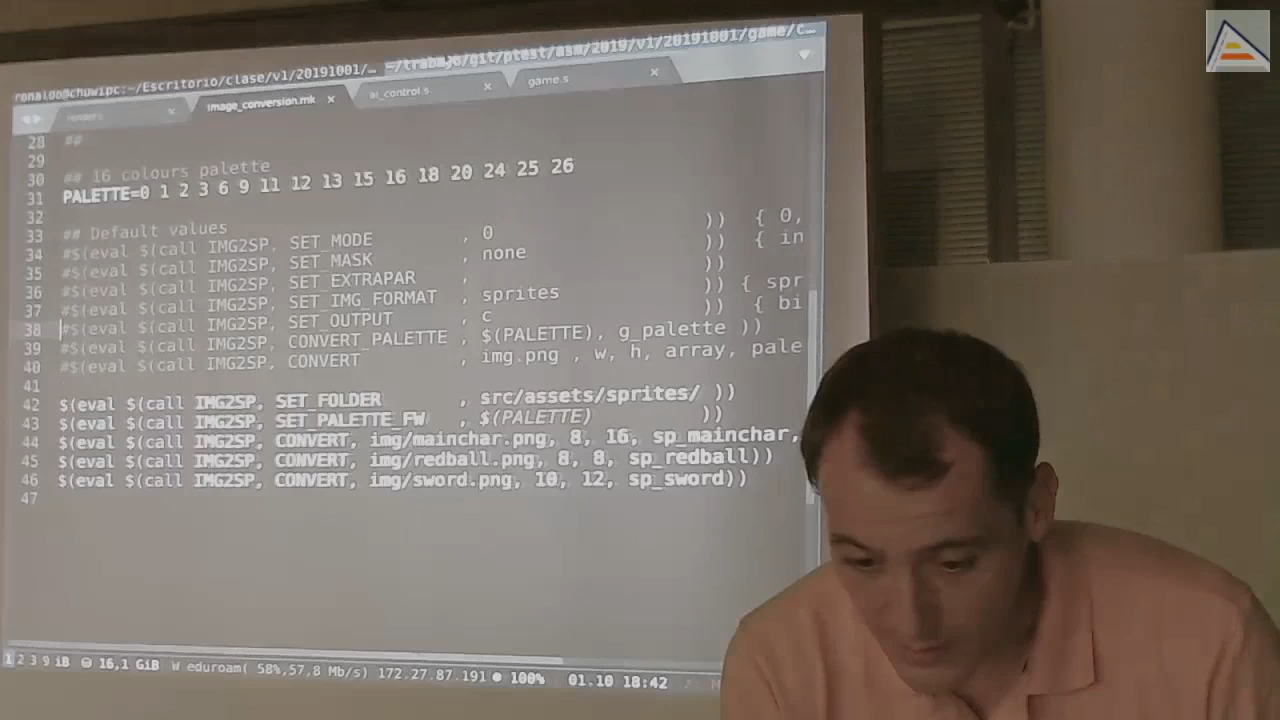 ronaldo@chuwipc:~/Escritorio/clase/v1/20191001/… ~/trabajo/git/ptest/asm/2019/v1/20191001/game/c…
image_conversion.mk × ai_control.s × game.s ×
28 ##
29
30 ## 16 colours palette
31 PALETTE=0 1 2 3 6 9 11 12 13 15 16 18 20 24 25 26
32
33 ## Default values
34 #$(eval $(call IMG2SP, SET_MODE , 0 )) { 0,
35 #$(eval $(call IMG2SP, SET_MASK , none )) { in
36 #$(eval $(call IMG2SP, SET_EXTRAPAR , ))
37 #$(eval $(call IMG2SP, SET_IMG_FORMAT , sprites )) { spr
38 #$(eval $(call IMG2SP, SET_OUTPUT , c )) { bi
39 #$(eval $(call IMG2SP, CONVERT_PALETTE , $(PALETTE), g_palette ))
40 #$(eval $(call IMG2SP, CONVERT , img.png , w, h, array, pale
41
42 $(eval $(call IMG2SP, SET_FOLDER , src/assets/sprites/ ))
43 $(eval $(call IMG2SP, SET_PALETTE_FW , $(PALETTE) ))
44 $(eval $(call IMG2SP, CONVERT, img/mainchar.png, 8, 16, sp_mainchar,
45 $(eval $(call IMG2SP, CONVERT, img/redball.png, 8, 8, sp_redball))
46 $(eval $(call IMG2SP, CONVERT, img/sword.png, 10, 12, sp_sword))
47
1 2 3 9 iB 16,1 GiB W eduroam( 58%,57,8 Mb/s) 172.27.87.191 100% 01.10 18:42